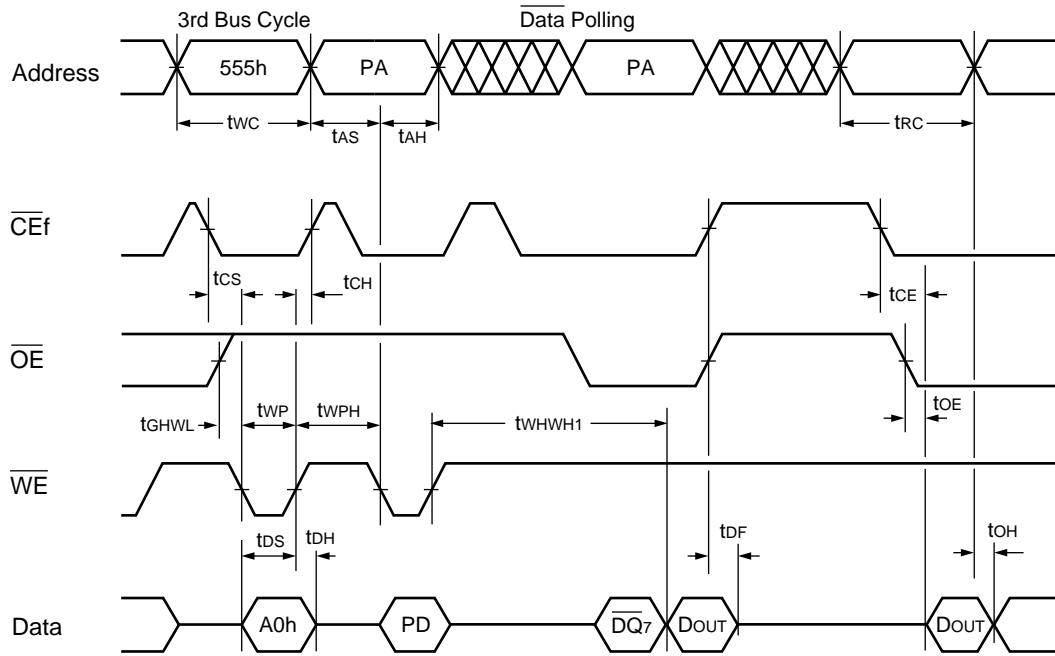 3rd Bus Cycle Data Polling
Address 555h PA PA
tWC tAS tAH tRC
CEf
tCS tCH tCE
OE
tGHWL tWP tWPH tWHWH1 tOE
WE
tDS tDH tDF tOH
Data A0h PD DQ7 DOUT DOUT